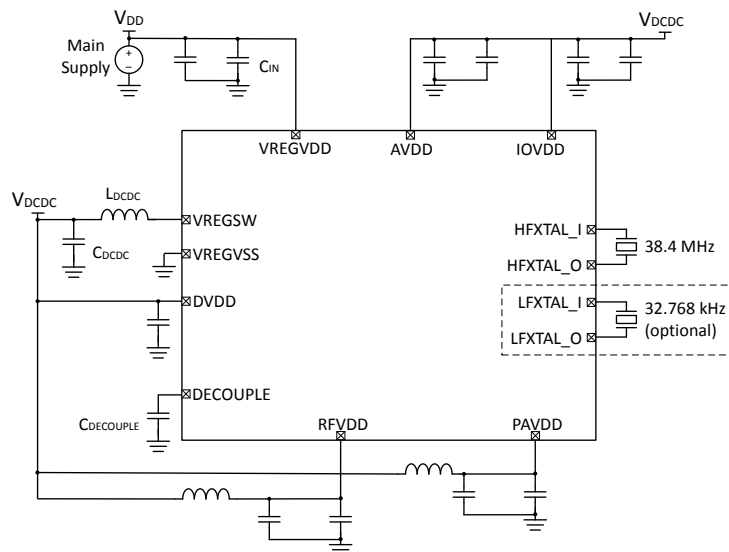 VDD
Main
Supply
+
−
CIN
VDCDC
VREGVDD
AVDD
IOVDD
VDCDC
LDCDC
VREGSW
CDCDC
VREGVSS
DVDD
DECOUPLE
CDECOUPLE
HFXTAL_I
38.4 MHz
HFXTAL_O
LFXTAL_I
32.768 kHz
(optional)
LFXTAL_O
RFVDD
PAVDD